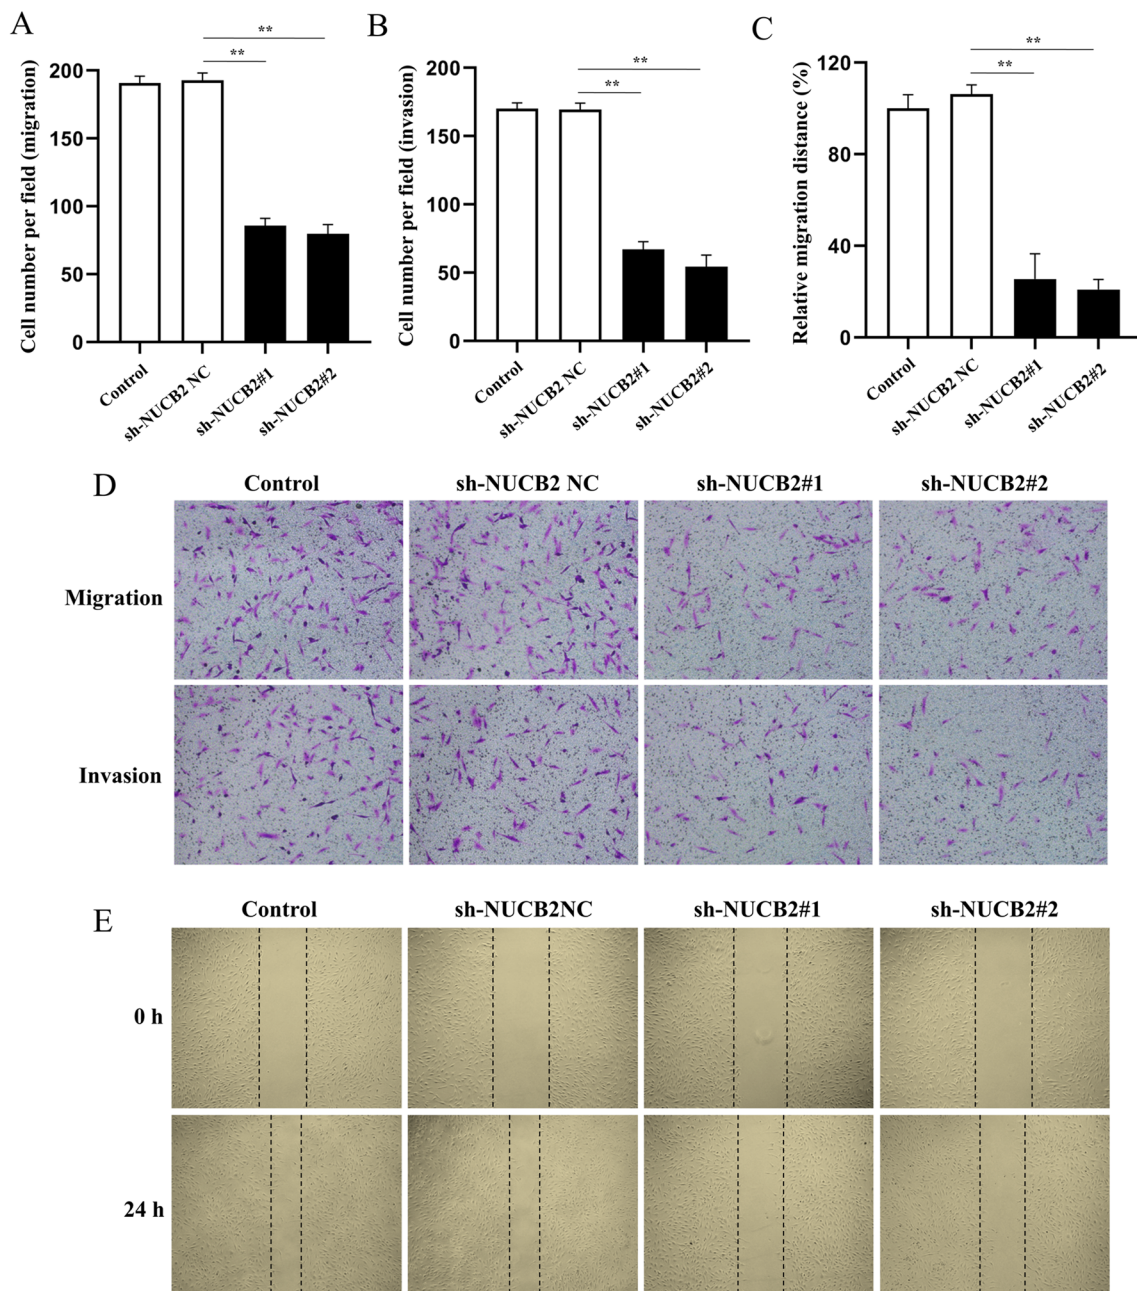 A
Cell number per field (migration)
200
150
100
50
0
**
**
Control
sh-NUCB2 NC
sh-NUCB2#1
sh-NUCB2#2
B
Cell number per field (invasion)
200
150
100
50
0
**
**
Control
sh-NUCB2 NC
sh-NUCB2#1
sh-NUCB2#2
C
Relative migration distance (%)
120
80
40
0
**
**
Control
sh-NUCB2 NC
sh-NUCB2#1
sh-NUCB2#2
D
Control
sh-NUCB2 NC
sh-NUCB2#1
sh-NUCB2#2
Migration
Invasion
E
Control
sh-NUCB2NC
sh-NUCB2#1
sh-NUCB2#2
0 h
24 h